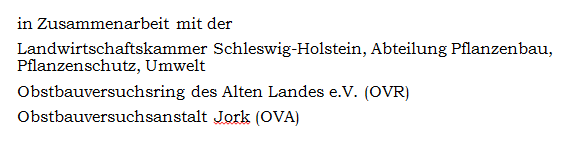 in Zusammenarbeit mit der
Landwirtschaftskammer Schleswig-Holstein, Abteilung Pflanzenbau,
Pflanzenschutz, Umwelt
Obstbauversuchsring des Alten Landes e.V. (OVR)
Obstbauversuchsanstalt Jork (OVA)